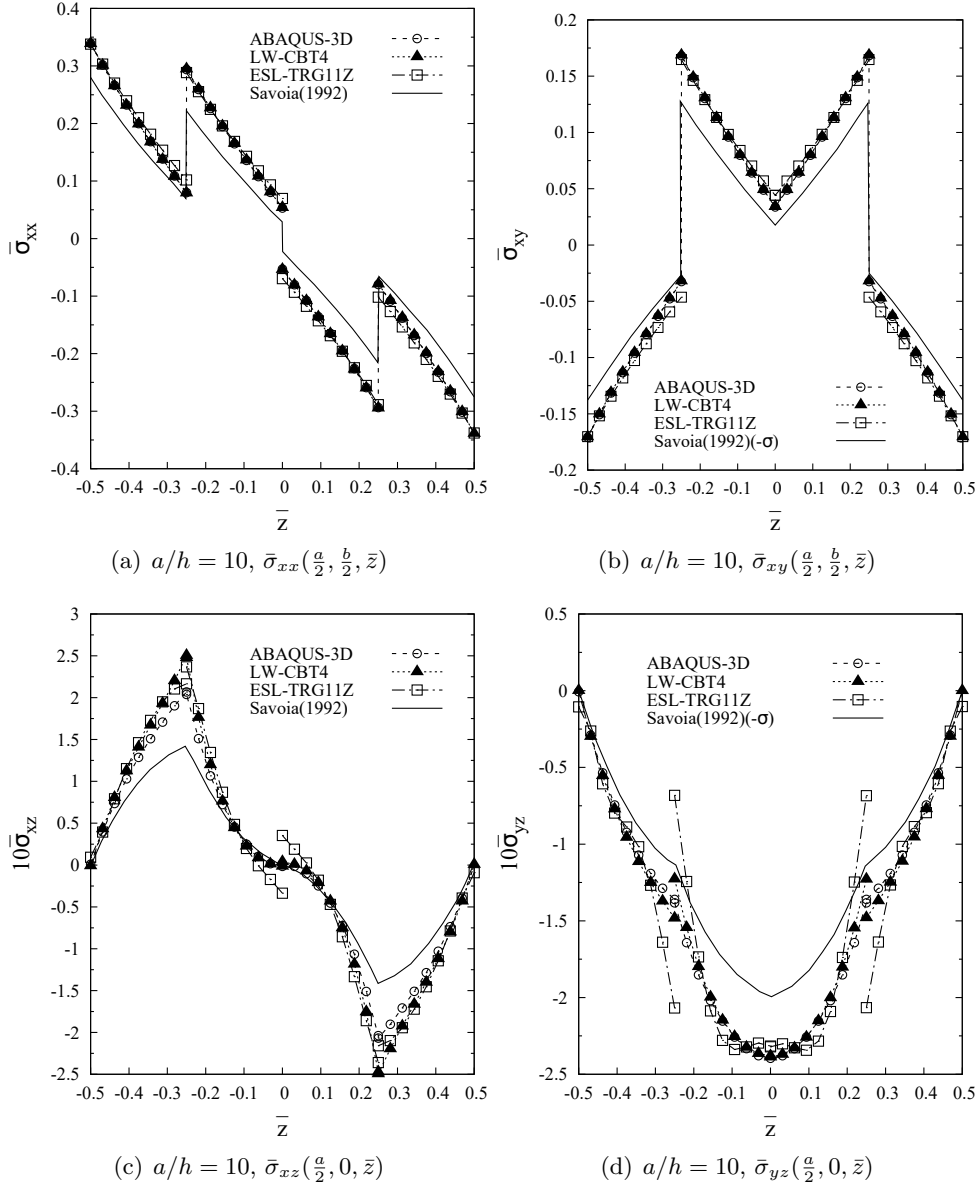 0.4
0.3
0.2
0.1
0
-0.1
-0.2
-0.3
-0.4
σ̄xx
ABAQUS-3D
LW-CBT4
ESL-TRG11Z
Savoia(1992)
-0.5 -0.4 -0.3 -0.2 -0.1 0 0.1 0.2 0.3 0.4 0.5
z̄
(a) a/h = 10, σ̄xx(a/2, b/2, z̄)
0.2
0.15
0.1
0.05
0
-0.05
-0.1
-0.15
-0.2
σ̄xy
ABAQUS-3D
LW-CBT4
ESL-TRG11Z
Savoia(1992)(-σ)
-0.5 -0.4 -0.3 -0.2 -0.1 0 0.1 0.2 0.3 0.4 0.5
z̄
(b) a/h = 10, σ̄xy(a/2, b/2, z̄)
3
2.5
2
1.5
1
0.5
0
-0.5
-1
-1.5
-2
-2.5
10σ̄xz
ABAQUS-3D
LW-CBT4
ESL-TRG11Z
Savoia(1992)
-0.5 -0.4 -0.3 -0.2 -0.1 0 0.1 0.2 0.3 0.4 0.5
z̄
(c) a/h = 10, σ̄xz(a/2, 0, z̄)
0.5
0
-0.5
-1
-1.5
-2
-2.5
10σ̄yz
ABAQUS-3D
LW-CBT4
ESL-TRG11Z
Savoia(1992)(-σ)
-0.5 -0.4 -0.3 -0.2 -0.1 0 0.1 0.2 0.3 0.4 0.5
z̄
(d) a/h = 10, σ̄yz(a/2, 0, z̄)